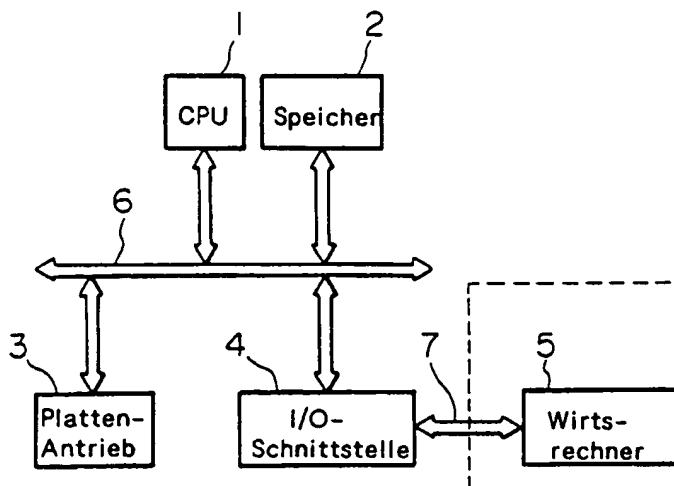 1
2
CPU
Speicher
6
3
4
7
5
Platten-
Antrieb
I/O-
Schnittstelle
Wirts-
rechner